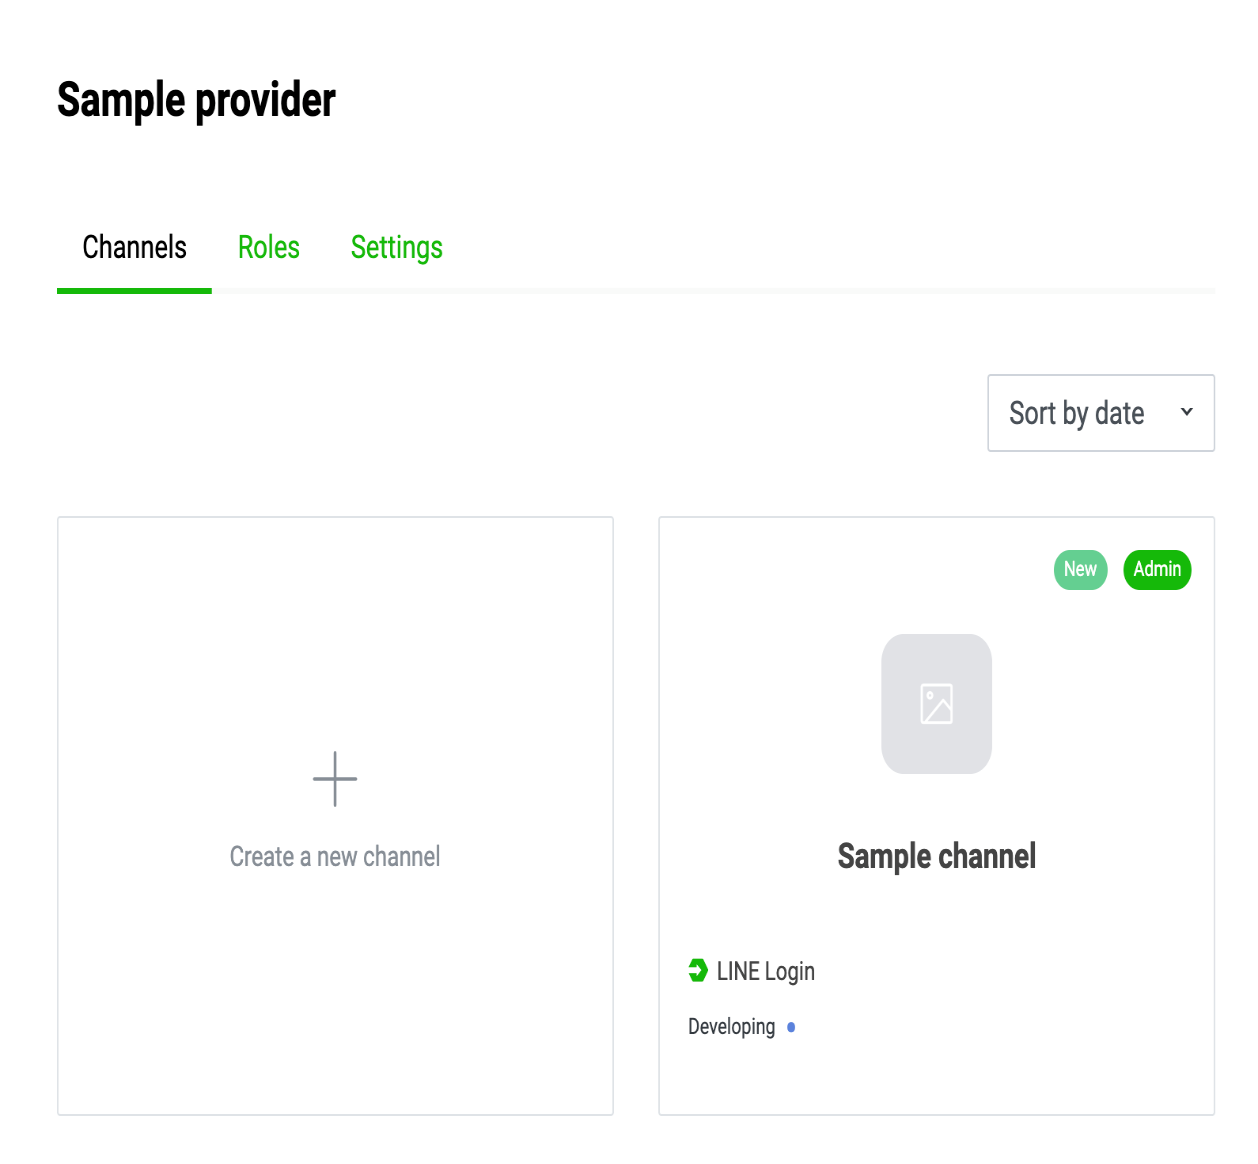 Sample provider
Channels Roles Settings
Sort by date
Create a new channel
New Admin
Sample channel
LINE Login
Developing